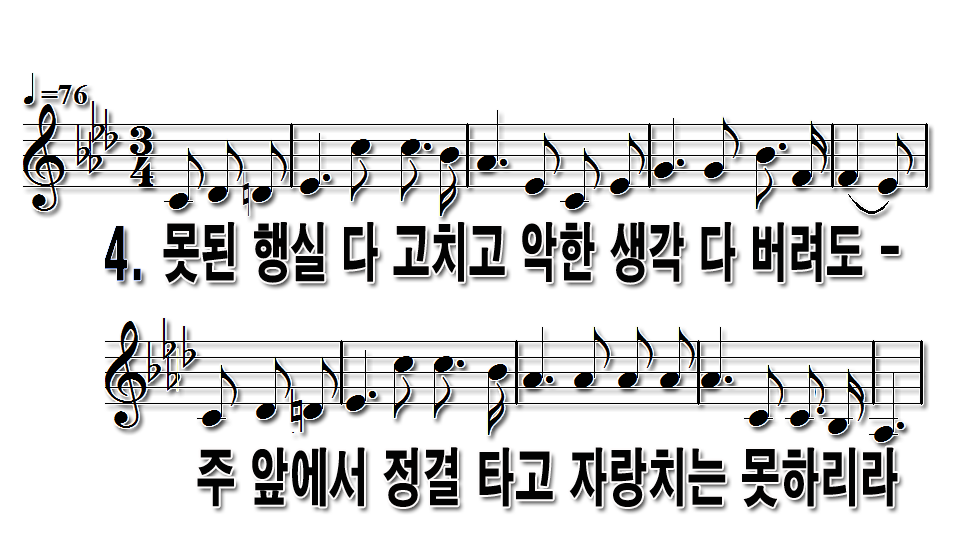 ♩=76
3/4
4. 못된 행실 다 고치고 악한 생각 다 버려도 -
주 앞에서 정결 타고 자랑치는 못하리라